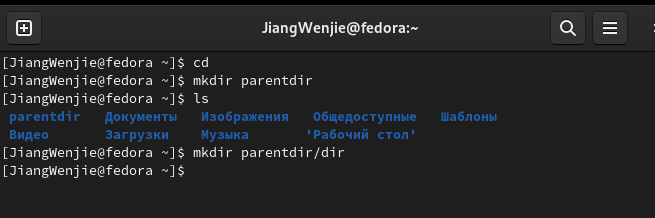 JiangWenjie@fedora:~
[JiangWenjie@fedora ~]$ cd
[JiangWenjie@fedora ~]$ mkdir parentdir
[JiangWenjie@fedora ~]$ ls
parentdir Документы Изображения Общедоступные Шаблоны
Видео Загрузки Музыка 'Рабочий стол'
[JiangWenjie@fedora ~]$ mkdir parentdir/dir
[JiangWenjie@fedora ~]$